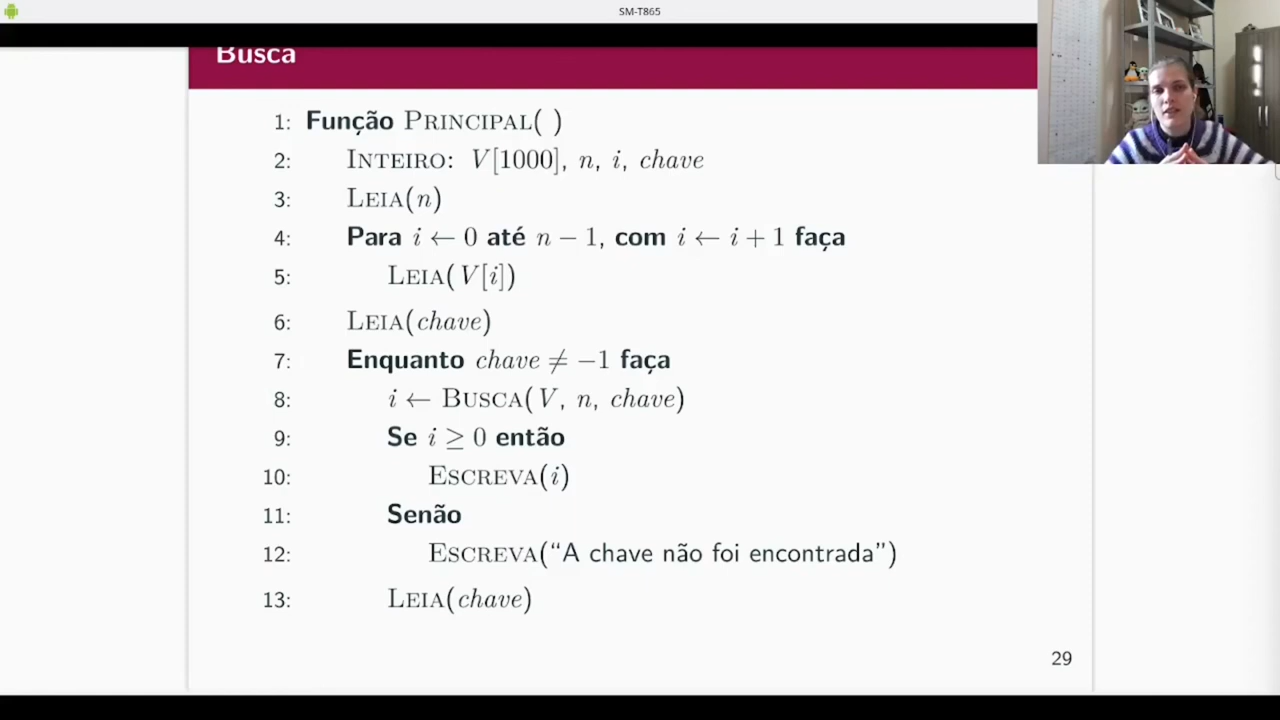 SM-T865
Busca
1: Função Principal( )
2: Inteiro: V[1000], n, i, chave
3: Leia(n)
4: Para i ← 0 até n − 1, com i ← i + 1 faça
5: Leia(V[i])
6: Leia(chave)
7: Enquanto chave ≠ −1 faça
8: i ← Busca(V, n, chave)
9: Se i ≥ 0 então
10: Escreva(i)
11: Senão
12: Escreva(“A chave não foi encontrada”)
13: Leia(chave)
29